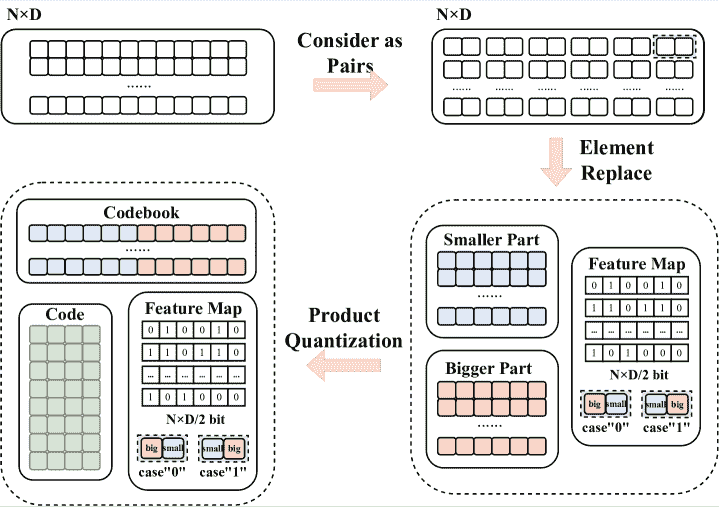 N×D
Consider as
Pairs
N×D
......
......
...... ...... ...... ...... ...... ......
Element
Replace
Smaller Part
......
Bigger Part
......
Feature Map
0 1 0 0 1 0
1 1 0 1 1 0
... ... ... ... ... ...
1 0 1 0 0 0
N×D/2 bit
big small
small big
case"0" case"1"
Product
Quantization
Codebook
......
Code
Feature Map
0 1 0 0 1 0
1 1 0 1 1 0
... ... ... ... ... ...
1 0 1 0 0 0
N×D/2 bit
big small
small big
case"0" case"1"